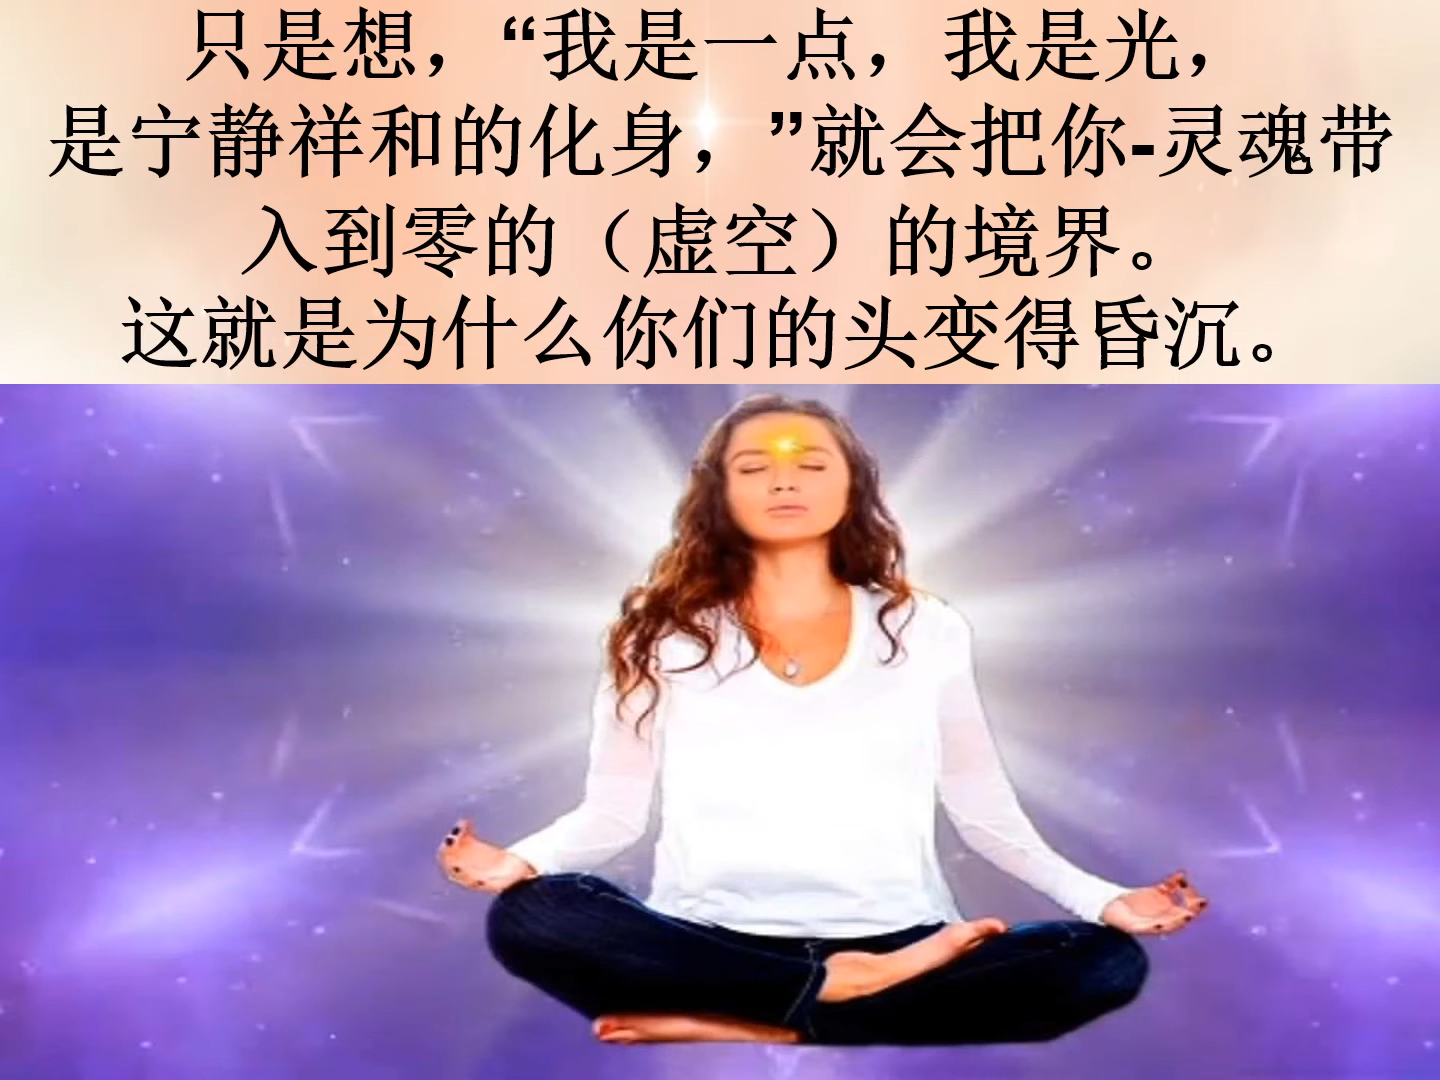 只是想，“我是一点，我是光，
是宁静祥和的化身，”就会把你-灵魂带
入到零的（虚空）的境界。
这就是为什么你们的头变得昏沉。